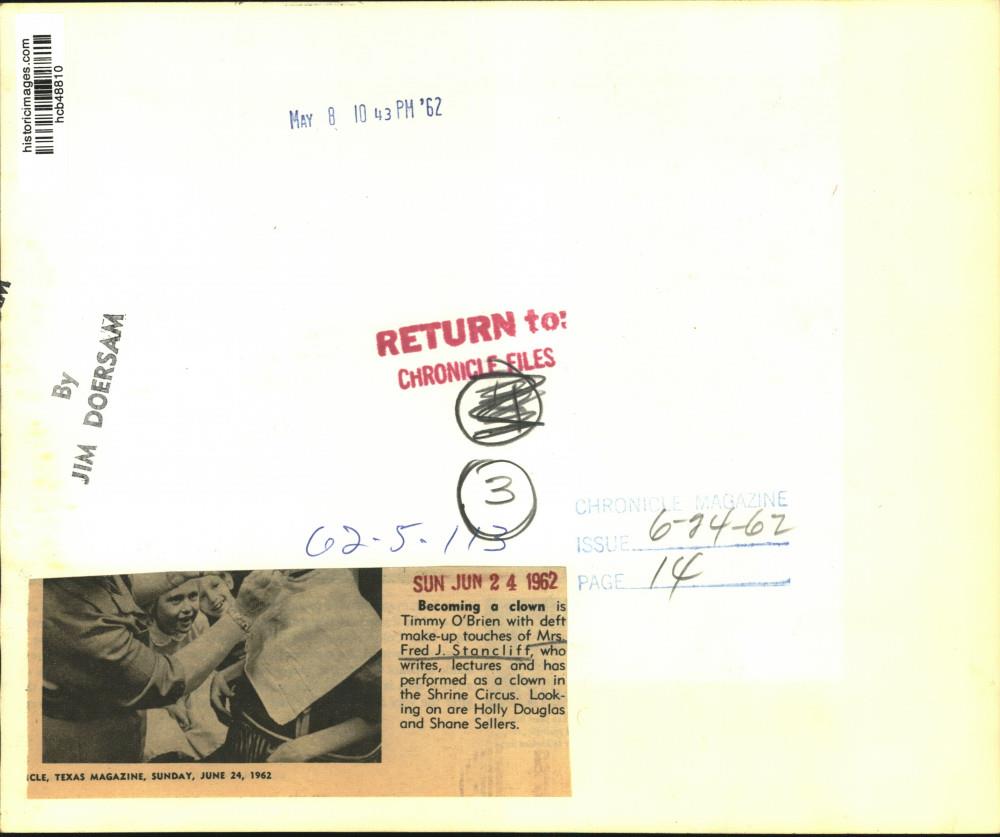 historicimages.com
hcb48810
MAY 8 10 43 PM '62
By
JIM DOERSAM
RETURN to:
CHRONICLE FILES
3
62-5-113
CHRONICLE MAGAZINE
ISSUE 6-24-62
PAGE 14
SUN JUN 24 1962
Becoming a clown is
Timmy O'Brien with deft
make-up touches of Mrs.
Fred J. Stancliff, who
writes, lectures and has
performed as a clown in
the Shrine Circus. Look-
ing on are Holly Douglas
and Shane Sellers.
ICLE, TEXAS MAGAZINE, SUNDAY, JUNE 24, 1962